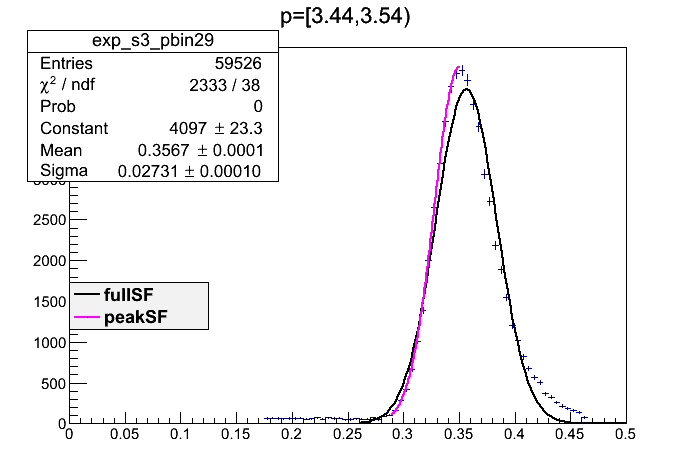 p=[3.44,3.54)
exp_s3_pbin29
Entries 59526
χ² / ndf 2333 / 38
Prob 0
Constant 4097 ± 23.3
Mean 0.3567 ± 0.0001
Sigma 0.02731 ± 0.00010
2500
2000
1500
fullSF
peakSF
1000
500
0
0 0.05 0.1 0.15 0.2 0.25 0.3 0.35 0.4 0.45 0.5